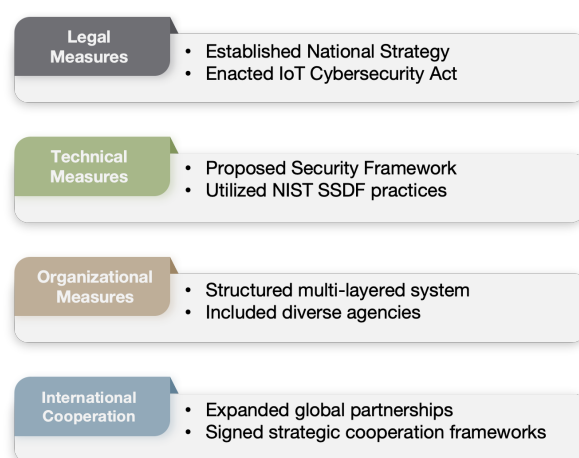 Legal
Measures
• Established National Strategy
• Enacted IoT Cybersecurity Act
Technical
Measures
• Proposed Security Framework
• Utilized NIST SSDF practices
Organizational
Measures
• Structured multi-layered system
• Included diverse agencies
International
Cooperation
• Expanded global partnerships
• Signed strategic cooperation frameworks